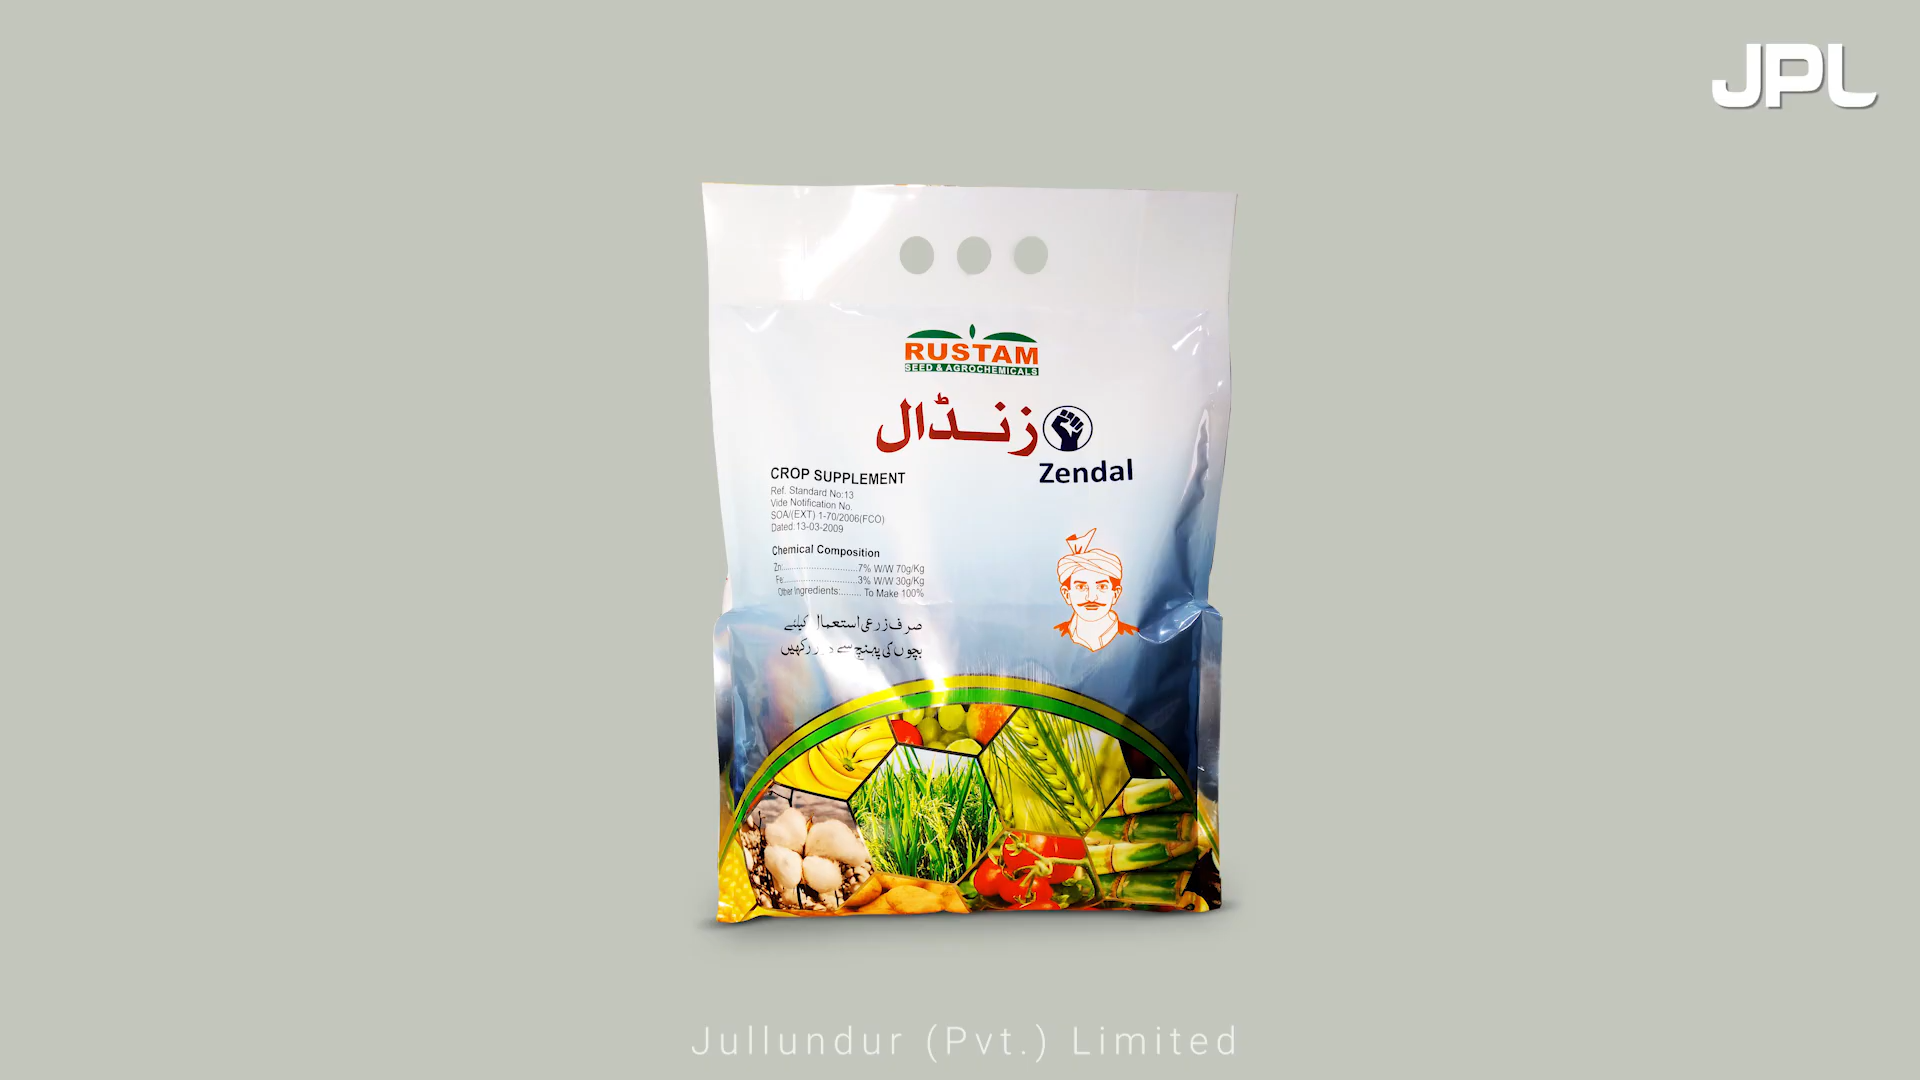 JPL
RUSTAM
SEED & AGROCHEMICALS
زنڈال
Zendal
CROP SUPPLEMENT
Ref. Standard No:13
Vide Notification No.
SOA/(EXT) 1-70/2006(FCO)
Dated:13-03-2009
Chemical Composition
Zn:..........................7% W/W 70g/Kg
Fe..........................3% W/W 30g/Kg
Other Ingredients:........ To Make 100%
صرف زرعی استعمال کیلئے
بچوں کی پہنچ سے دور رکھیں
Jullundur (Pvt.) Limited